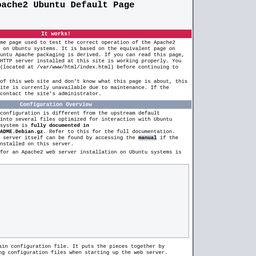 pache2 Ubuntu Default Page
It works!
me page used to test the correct operation of the Apache2
on Ubuntu systems. It is based on the equivalent page on
untu Apache packaging is derived. If you can read this page,
HTTP server installed at this site is working properly. You
(located at /var/www/html/index.html) before continuing to
of this web site and don't know what this page is about, this
ite is currently unavailable due to maintenance. If the
contact the site's administrator.
Configuration Overview
configuration is different from the upstream default
into several files optimized for interaction with Ubuntu
system is fully documented in
ADME.Debian.gz. Refer to this for the full documentation.
server itself can be found by accessing the manual if the
nstalled on this server.
for an Apache2 web server installation on Ubuntu systems is
ain configuration file. It puts the pieces together by
ng configuration files when starting up the web server.